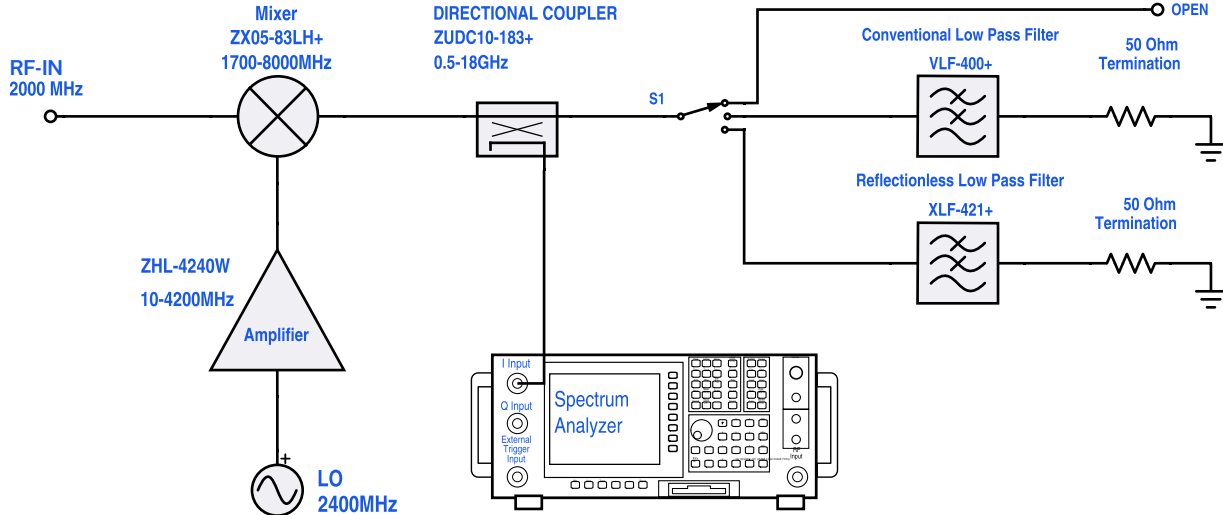 Mixer
ZX05-83LH+
1700-8000MHz
DIRECTIONAL COUPLER
ZUDC10-183+
0.5-18GHz
OPEN
Conventional Low Pass Filter
VLF-400+
50 Ohm
Termination
RF-IN
2000 MHz
S1
Reflectionless Low Pass Filter
XLF-421+
50 Ohm
Termination
ZHL-4240W
10-4200MHz
Amplifier
I Input
Q Input
External
Trigger
Input
Spectrum
Analyzer
RF
Input
+
LO
2400MHz